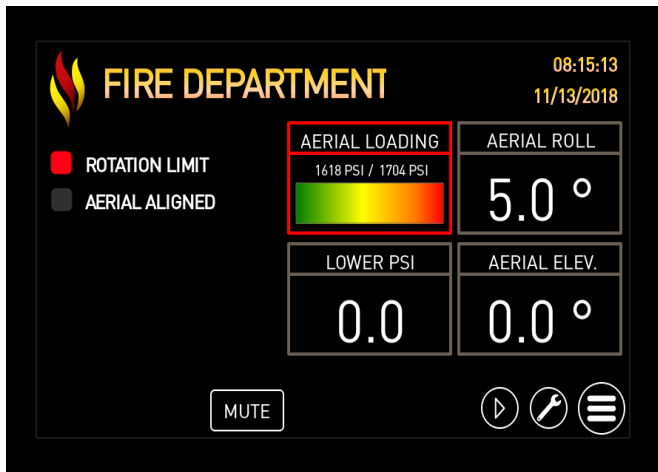 FIRE DEPARTMENT
08:15:13
11/13/2018
ROTATION LIMIT
AERIAL ALIGNED
AERIAL LOADING
1618 PSI / 1704 PSI
AERIAL ROLL
5.0 °
LOWER PSI
0.0
AERIAL ELEV.
0.0 °
MUTE